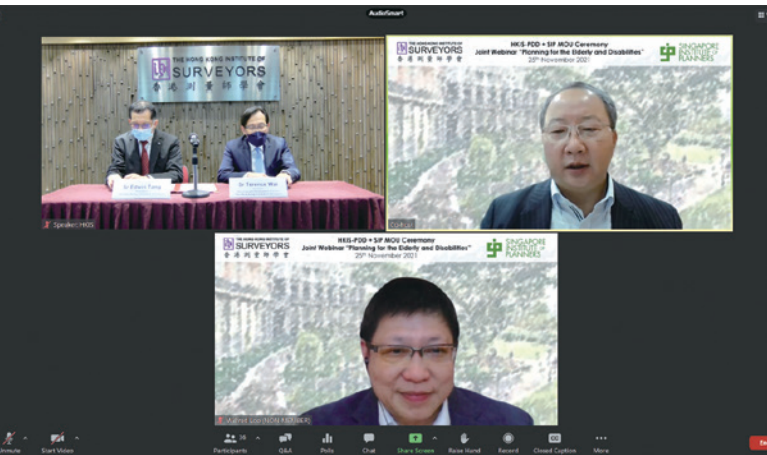 AudioSmart
THE HONG KONG INSTITUTE OF
SURVEYORS
香港測量師學會
Sr Edwin Tang
Sr Terence Mak
Speaker: HKIS
THE HONG KONG INSTITUTE OF
SURVEYORS
香港測量師學會
HKIS-PDD + SIP MOU Ceremony
Joint Webinar "Planning for the Elderly and Disabilities"
25th November 2021
SINGAPORE
INSTITUTE OF
PLANNERS
THE HONG KONG INSTITUTE OF
SURVEYORS
香港測量師學會
HKIS-PDD + SIP MOU Ceremony
Joint Webinar "Planning for the Elderly and Disabilities"
25th November 2021
SINGAPORE
INSTITUTE OF
PLANNERS
(NON MEMBER)
Unmute
Start Video
Participants
36
Q&A
Polls
Chat
Share Screen
Raise Hand
Record
Closed Caption
More